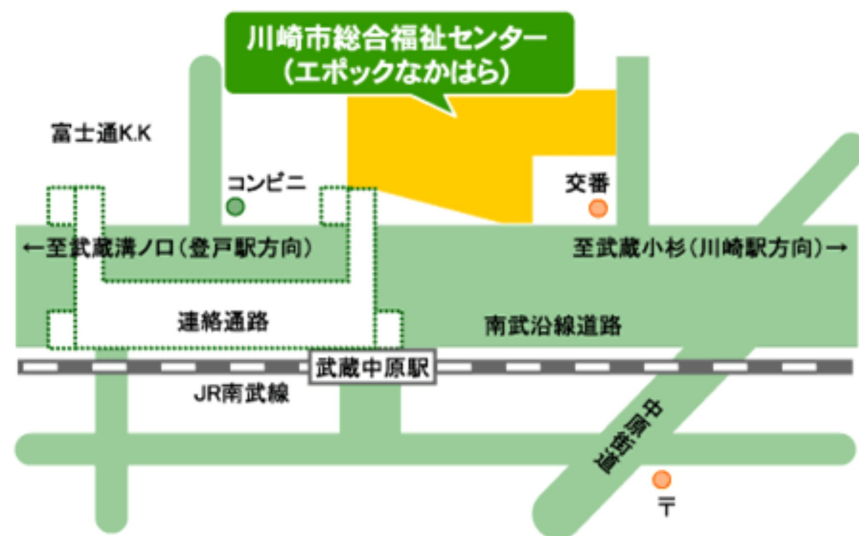 川崎市総合福祉センター
(エポックなかはら)
富士通K.K
コンビニ
交番
←至武蔵溝ノ口(登戸駅方向)
至武蔵小杉(川崎駅方向)→
連絡通路
南武沿線道路
武蔵中原駅
JR南武線
中原街道
〒